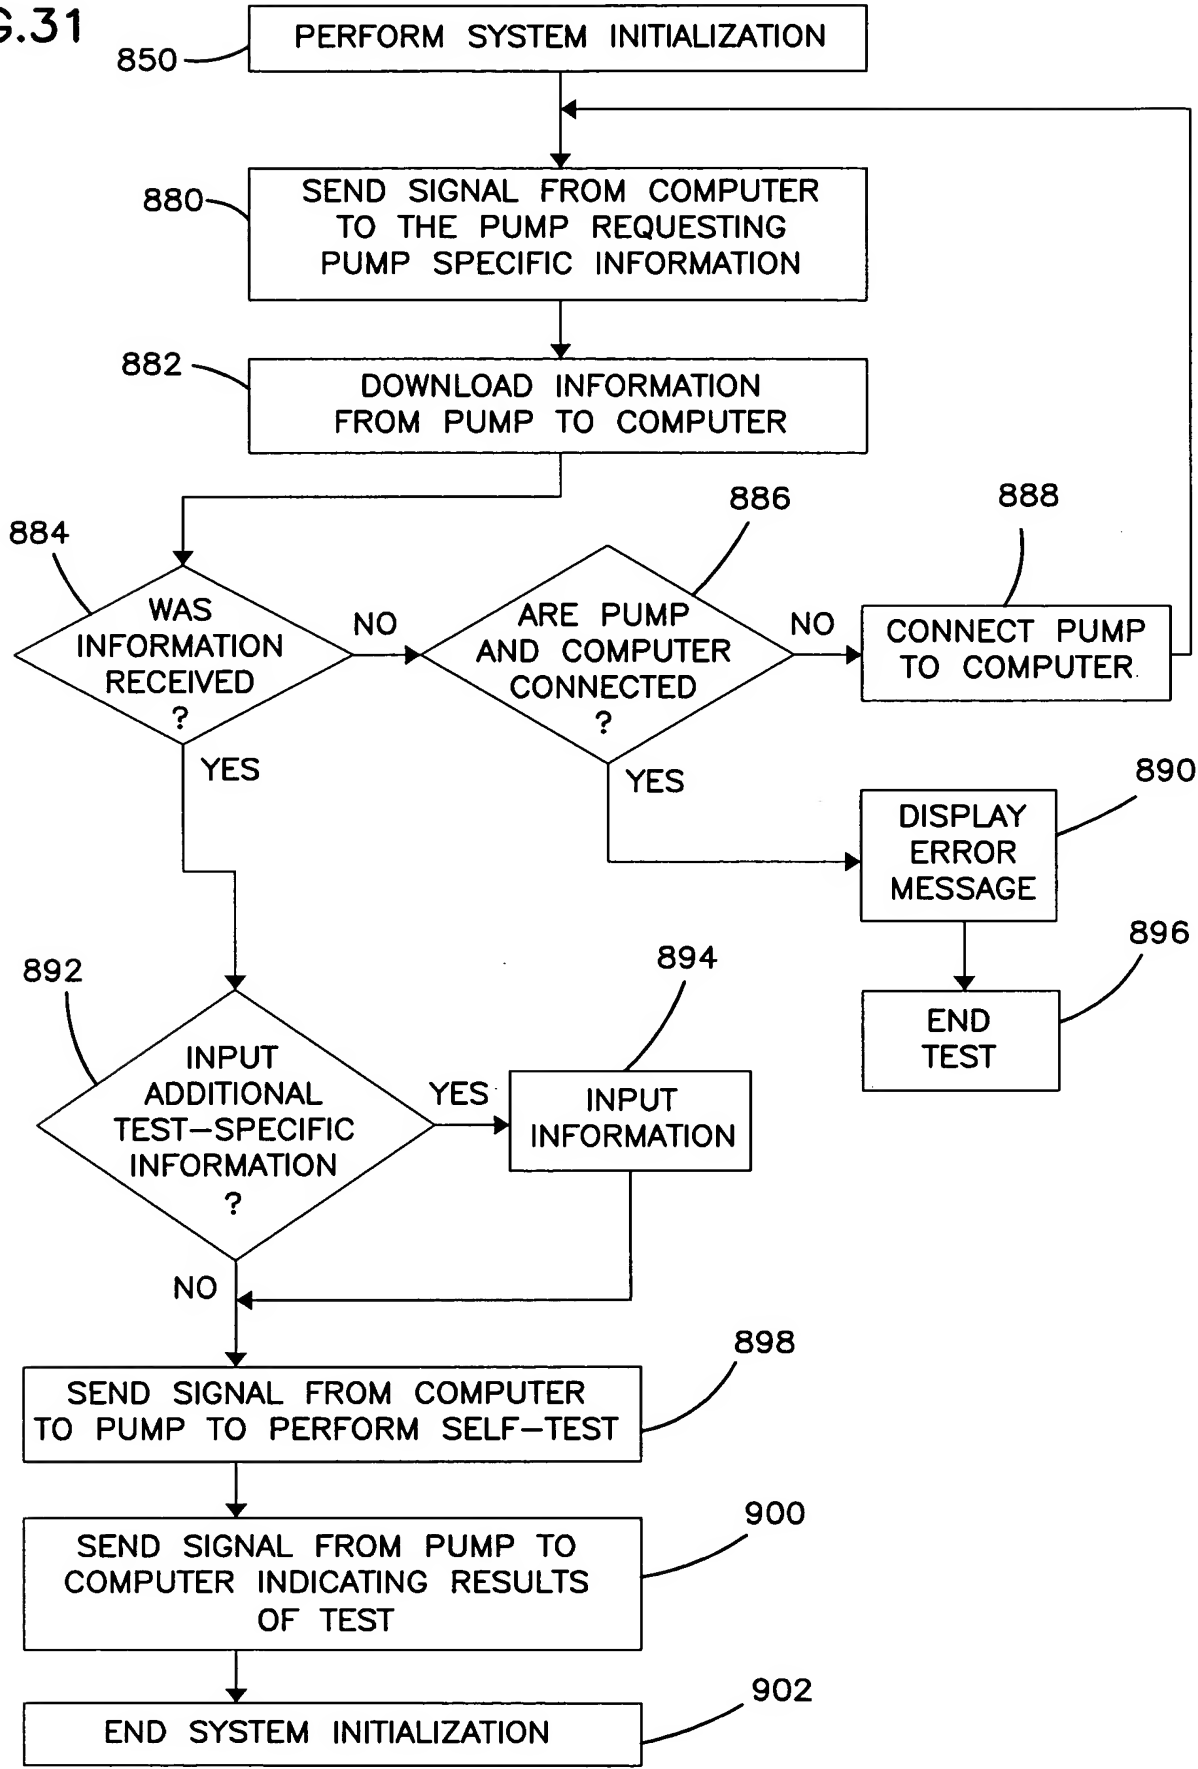 G.31
850
PERFORM SYSTEM INITIALIZATION
880
SEND SIGNAL FROM COMPUTER
TO THE PUMP REQUESTING
PUMP SPECIFIC INFORMATION
882
DOWNLOAD INFORMATION
FROM PUMP TO COMPUTER
884
WAS
INFORMATION
RECEIVED
?
NO
YES
886
ARE PUMP
AND COMPUTER
CONNECTED
?
NO
YES
888
CONNECT PUMP
TO COMPUTER
890
DISPLAY
ERROR
MESSAGE
896
END
TEST
892
INPUT
ADDITIONAL
TEST-SPECIFIC
INFORMATION
?
YES
NO
894
INPUT
INFORMATION
898
SEND SIGNAL FROM COMPUTER
TO PUMP TO PERFORM SELF-TEST
900
SEND SIGNAL FROM PUMP TO
COMPUTER INDICATING RESULTS
OF TEST
902
END SYSTEM INITIALIZATION